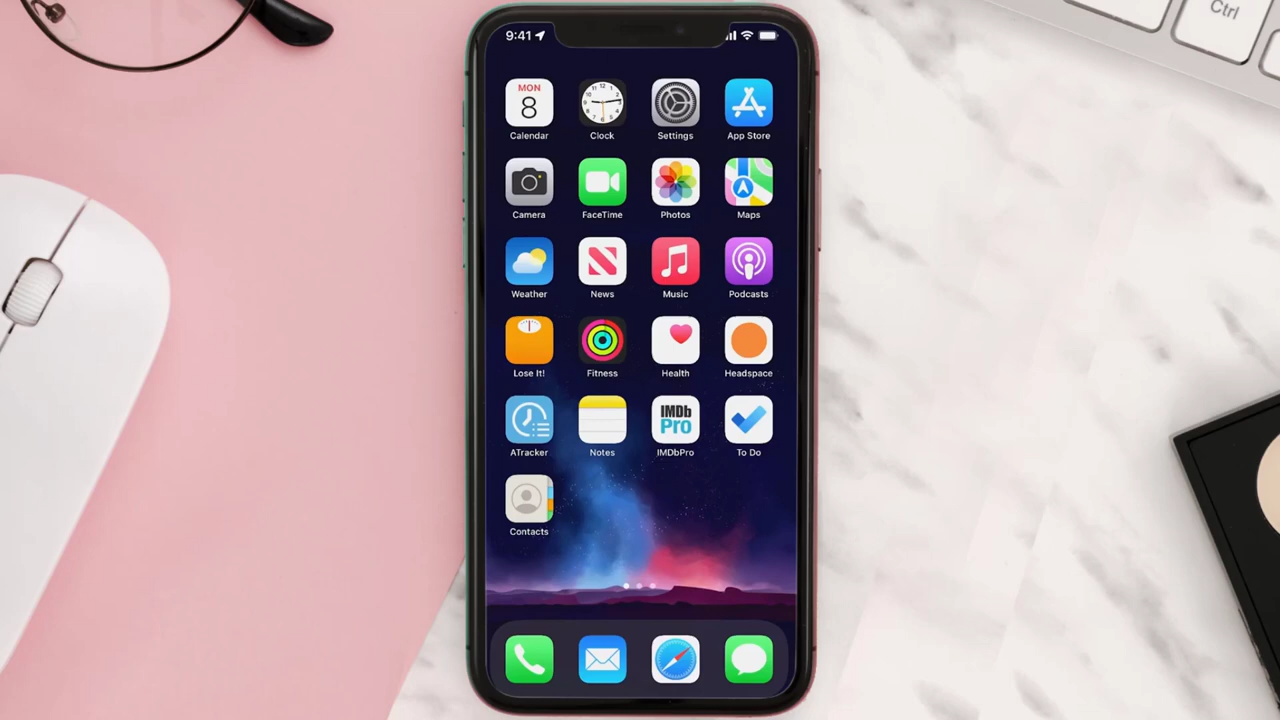 Ctrl
9:41
MON
8
Calendar Clock Settings App Store
Camera FaceTime Photos Maps
Weather News Music Podcasts
Lose It! Fitness Health Headspace
IMDb
Pro
ATracker Notes IMDbPro To Do
Contacts